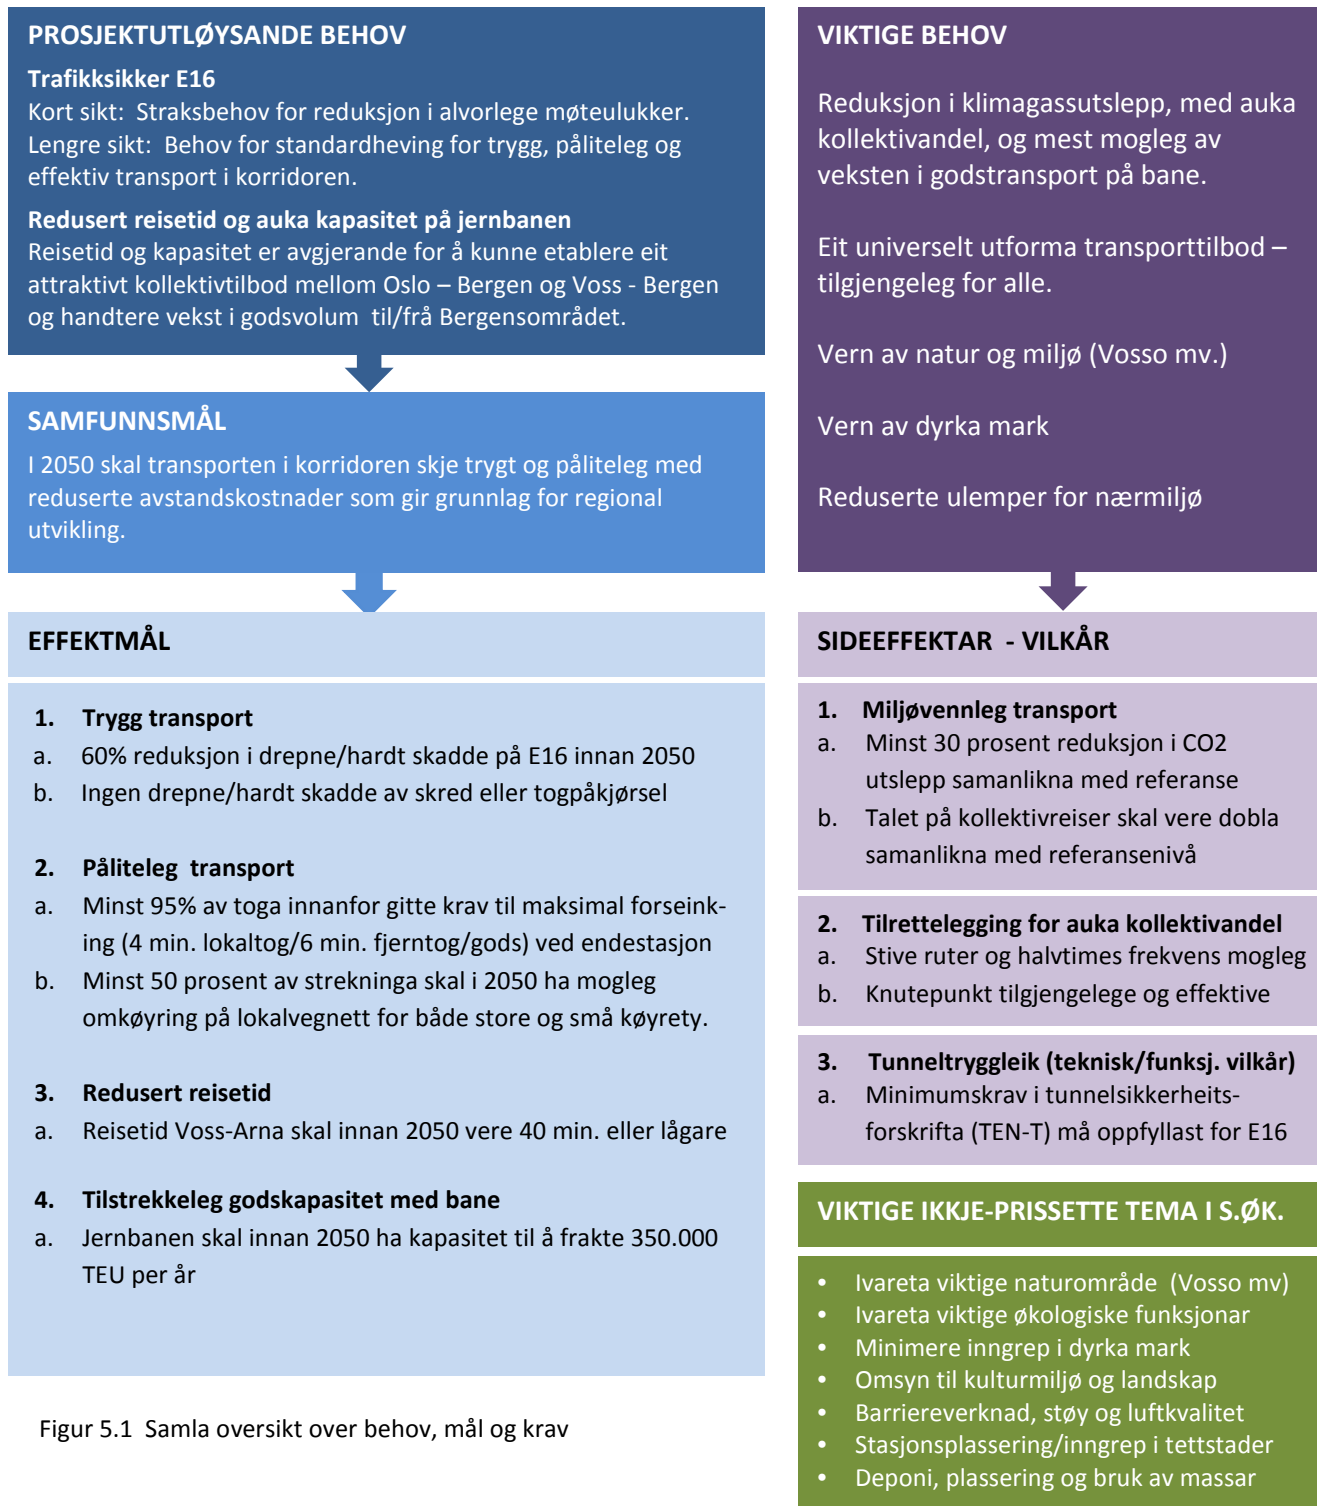 PROSJEKTUTLØYSANDE BEHOV
Trafikksikker E16
Kort sikt: Straksbehov for reduksjon i alvorlege møteulukker.
Lengre sikt: Behov for standardheving for trygg, påliteleg og
effektiv transport i korridoren.
Redusert reisetid og auka kapasitet på jernbanen
Reisetid og kapasitet er avgjerande for å kunne etablere eit
attraktivt kollektivtilbod mellom Oslo – Bergen og Voss - Bergen
og handtere vekst i godsvolum til/frå Bergensområdet.
SAMFUNNSMÅL
I 2050 skal transporten i korridoren skje trygt og påliteleg med
reduserte avstandskostnader som gir grunnlag for regional
utvikling.
EFFEKTMÅL
1. Trygg transport
a. 60% reduksjon i drepne/hardt skadde på E16 innan 2050
b. Ingen drepne/hardt skadde av skred eller togpåkjørsel
2. Påliteleg transport
a. Minst 95% av toga innanfor gitte krav til maksimal forseink-
ing (4 min. lokaltog/6 min. fjerntog/gods) ved endestasjon
b. Minst 50 prosent av strekninga skal i 2050 ha mogleg
omkøyring på lokalvegnett for både store og små køyrety.
3. Redusert reisetid
a. Reisetid Voss-Arna skal innan 2050 vere 40 min. eller lågare
4. Tilstrekkeleg godskapasitet med bane
a. Jernbanen skal innan 2050 ha kapasitet til å frakte 350.000
TEU per år
Figur 5.1 Samla oversikt over behov, mål og krav
VIKTIGE BEHOV
Reduksjon i klimagassutslepp, med auka
kollektivandel, og mest mogleg av
veksten i godstransport på bane.
Eit universelt utforma transporttilbod –
tilgjengeleg for alle.
Vern av natur og miljø (Vosso mv.)
Vern av dyrka mark
Reduserte ulemper for nærmiljø
SIDEEFFEKTAR - VILKÅR
1. Miljøvennleg transport
a. Minst 30 prosent reduksjon i CO2
utslepp samanlikna med referanse
b. Talet på kollektivreiser skal vere dobla
samanlikna med referansenivå
2. Tilrettelegging for auka kollektivandel
a. Stive ruter og halvtimes frekvens mogleg
b. Knutepunkt tilgjengelege og effektive
3. Tunneltryggleik (teknisk/funksj. vilkår)
a. Minimumskrav i tunnelsikkerheits-
forskrifta (TEN-T) må oppfyllast for E16
VIKTIGE IKKJE-PRISSETTE TEMA I S.ØK.
• Ivareta viktige naturområde (Vosso mv)
• Ivareta viktige økologiske funksjonar
• Minimere inngrep i dyrka mark
• Omsyn til kulturmiljø og landskap
• Barriereverknad, støy og luftkvalitet
• Stasjonsplassering/inngrep i tettstader
• Deponi, plassering og bruk av massar